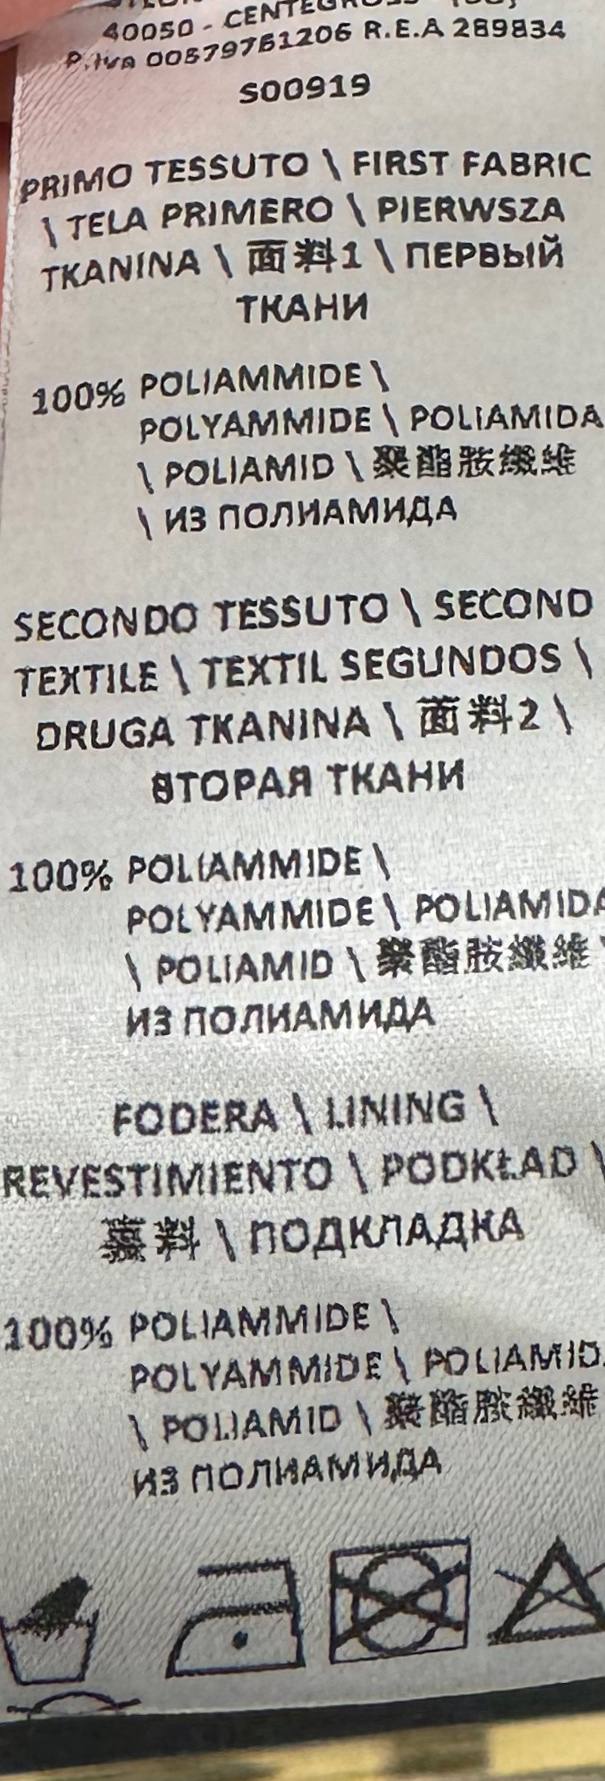 40050 - CENTERGROSS
P.Iva 00579751206 R.E.A 289834
S00919
PRIMO TESSUTO \ FIRST FABRIC
\ TELA PRIMERO \ PIERWSZA
TKANINA \ 面料1 \ ПЕРВЫЙ
ТКАНИ
100% POLIAMMIDE \
POLYAMMIDE \ POLIAMIDA
\ POLIAMID \ 聚酯胺纖維
\ ИЗ ПОЛИАМИДА
SECONDO TESSUTO \ SECOND
TEXTILE \ TEXTIL SEGUNDOS \
DRUGA TKANINA \ 面料2 \
ВТОРАЯ ТКАНИ
100% POLIAMMIDE \
POLYAMMIDE \ POLIAMIDA
\ POLIAMID \ 聚酯胺纖維 \
ИЗ ПОЛИАМИДА
FODERA \ LINING \
REVESTIMIENTO \ PODKŁAD \
裹料 \ ПОДКЛАДКА
100% POLIAMMIDE \
POLYAMMIDE \ POLIAMID
\ POLIAMID \ 聚酯胺纖維
ИЗ ПОЛИАМИДА